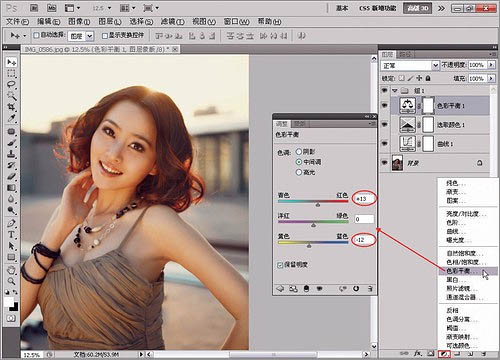 Ps
Br
Mb
12.5
基本
CSS 新增功能
高级 3D
文件(F) 编辑(E) 图像(I) 图层(L) 选择(S) 滤镜(T) 视图(V) 窗口(W) 帮助(H)
自动选择: 图层
显示变换控件
IMG_0586.jpg @ 12.5% (色彩平衡 1, 图层蒙版/8) *
调整
蒙版
色彩平衡
色调:
阴影
中间调
高光
青色
红色
+13
洋红
绿色
0
黄色
蓝色
-12
保留明度
图层
路径
正常
不透明度: 100%
锁定:
填充: 100%
组 1
色彩平衡 1
选取颜色 1
曲线 1
背景
纯色...
渐变...
图案...
亮度/对比度...
色阶...
曲线...
曝光度...
自然饱和度...
色相/饱和度...
色彩平衡...
黑白...
照片滤镜...
通道混合器...
反相
色调分离...
阈值...
渐变映射...
可选颜色...
12.5%
文档:60.2M/53.9M